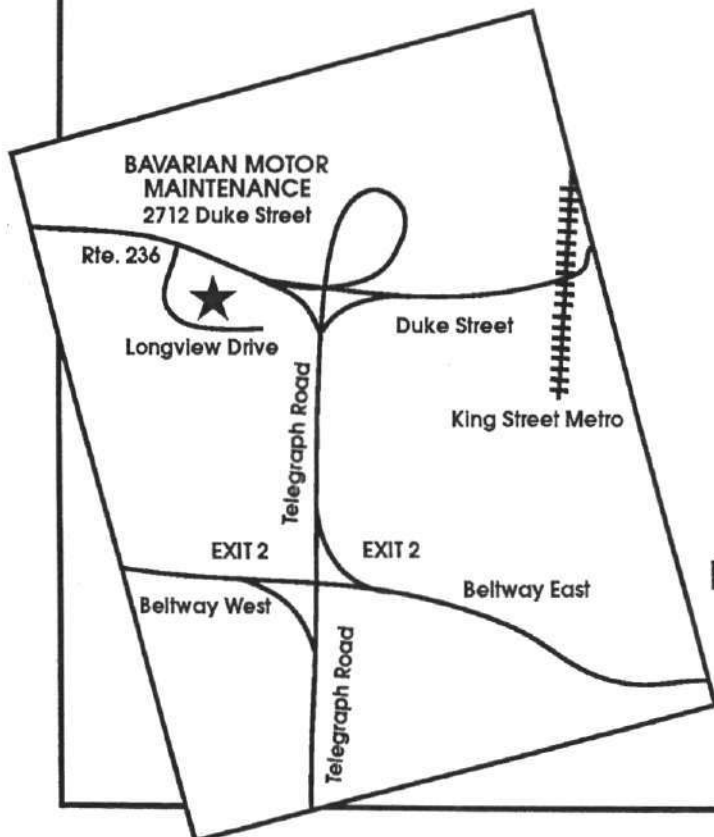 BAVARIAN MOTOR
MAINTENANCE
2712 Duke Street
Rte. 236
Longview Drive
Duke Street
King Street Metro
Telegraph Road
EXIT 2
EXIT 2
Beltway West
Beltway East
Telegraph Road